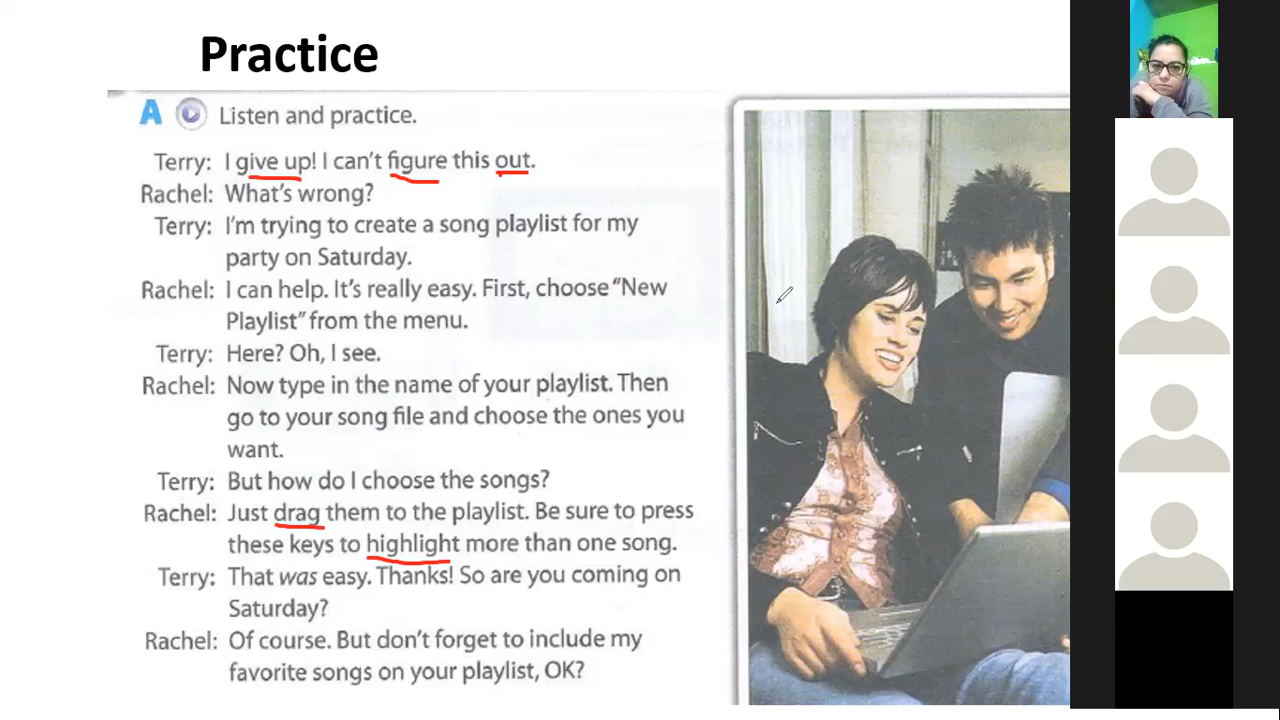 Practice
A Listen and practice.
Terry: I give up! I can't figure this out.
Rachel: What's wrong?
Terry: I'm trying to create a song playlist for my
party on Saturday.
Rachel: I can help. It's really easy. First, choose "New
Playlist" from the menu.
Terry: Here? Oh, I see.
Rachel: Now type in the name of your playlist. Then
go to your song file and choose the ones you
want.
Terry: But how do I choose the songs?
Rachel: Just drag them to the playlist. Be sure to press
these keys to highlight more than one song.
Terry: That was easy. Thanks! So are you coming on
Saturday?
Rachel: Of course. But don't forget to include my
favorite songs on your playlist, OK?